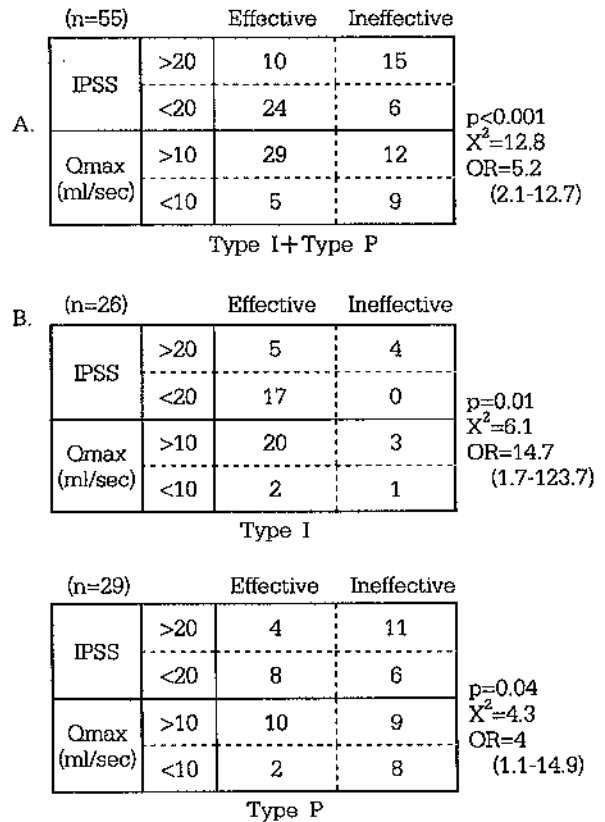 (n=55) Effective Ineffective
A.
IPSS >20 10 15
<20 24 6
Qmax (ml/sec) >10 29 12
<10 5 9
p<0.001
X²=12.8
OR=5.2
(2.1-12.7)
Type I+Type P
B.
(n=26) Effective Ineffective
IPSS >20 5 4
<20 17 0
Qmax (ml/sec) >10 20 3
<10 2 1
p=0.01
X²=6.1
OR=14.7
(1.7-123.7)
Type I
(n=29) Effective Ineffective
IPSS >20 4 11
<20 8 6
Qmax (ml/sec) >10 10 9
<10 2 8
p=0.04
X²=4.3
OR=4
(1.1-14.9)
Type P